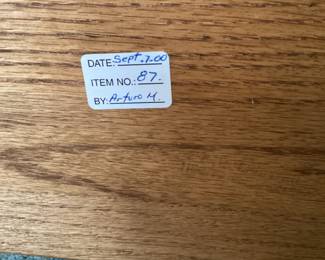 DATE: Sept.7.00
ITEM NO.: 87.
BY: Arturo M.